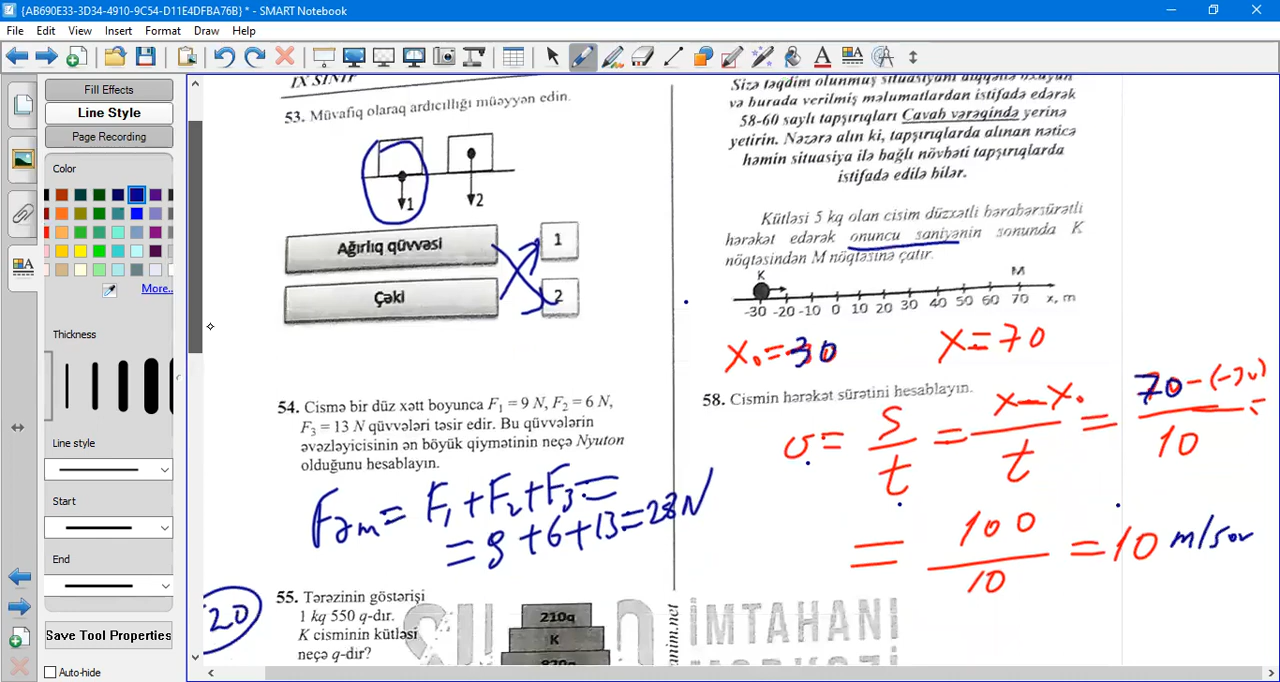 {AB690E33-3D34-4910-9C54-D11E4DFBA76B}* - SMART Notebook
File Edit View Insert Format Draw Help
Fill Effects
Line Style
Page Recording
Color
More...
Thickness
Line style
Start
End
Save Tool Properties
Auto-hide
IX SINIF
53. Müvafiq olaraq ardıcıllığı müəyyən edin.
1
2
Ağırlıq qüvvəsi
1
Çəki
2
54. Cismə bir düz xətt boyunca F₁ = 9 N, F₂ = 6 N,
F₃ = 13 N qüvvələri təsir edir. Bu qüvvələrin
əvəzləyicisinin ən böyük qiymətinin neçə Nyuton
olduğunu hesablayın.
Fəm = F₁ + F₂ + F₃ =
= 9 + 6 + 13 = 28 N
20
55. Tərəzinin göstərişi
1 kq 550 q-dır.
K cisminin kütləsi
neçə q-dır?
210q
K
Sizə təqdim olunmuş situasiyanı diqqətlə oxuyun
və burada verilmiş məlumatlardan istifadə edərək
58-60 saylı tapşırıqları Cavab vərəqində yerinə
yetirin. Nəzərə alın ki, tapşırıqlarda alınan nəticə
həmin situasiya ilə bağlı növbəti tapşırıqlarda
istifadə edilə bilər.
Kütləsi 5 kq olan cisim düzxətli bərabərsürətli
hərəkət edərək onuncu saniyənin sonunda K
nöqtəsindən M nöqtəsinə çatır.
K
M
-30 -20 -10 0 10 20 30 40 50 60 70 x, m
x₀ = 30 x = 70
58. Cismin hərəkət sürətini hesablayın.
υ = s/t = x - x₀/t = 70 - (-30)/10 =
= 100/10 = 10 m/san
İMTAHANI